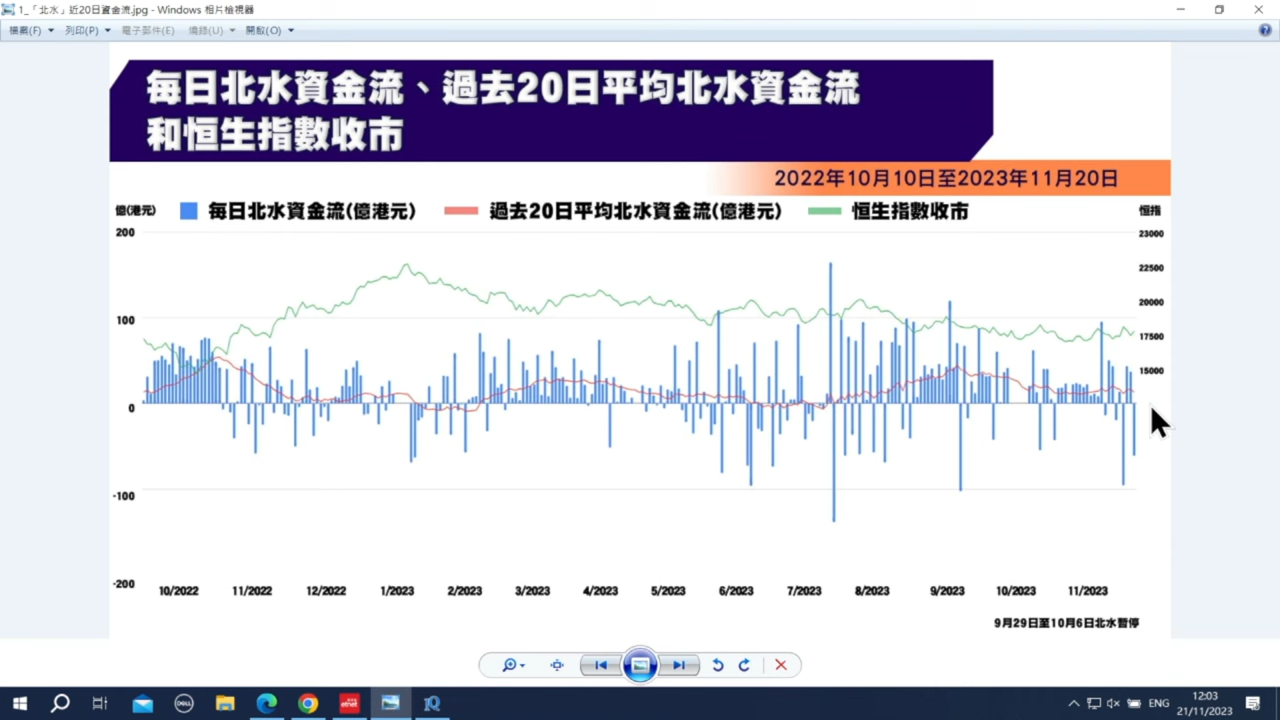 1_「北水」近20日資金流.jpg - Windows 相片檢視器
檔案(F) 列印(P) 電子郵件(E) 燒錄(U) 開啟(O)
每日北水資金流、過去20日平均北水資金流
和恒生指數收市
2022年10月10日至2023年11月20日
億(港元) 每日北水資金流(億港元) 過去20日平均北水資金流(億港元) 恒生指數收市 恒指
200 23000
22500
20000
100 17500
15000
0
-100
-200
10/2022 11/2022 12/2022 1/2023 2/2023 3/2023 4/2023 5/2023 6/2023 7/2023 8/2023 9/2023 10/2023 11/2023
9月29日至10月6日北水暫停
DELL etnet IQ ENG 12:03
21/11/2023